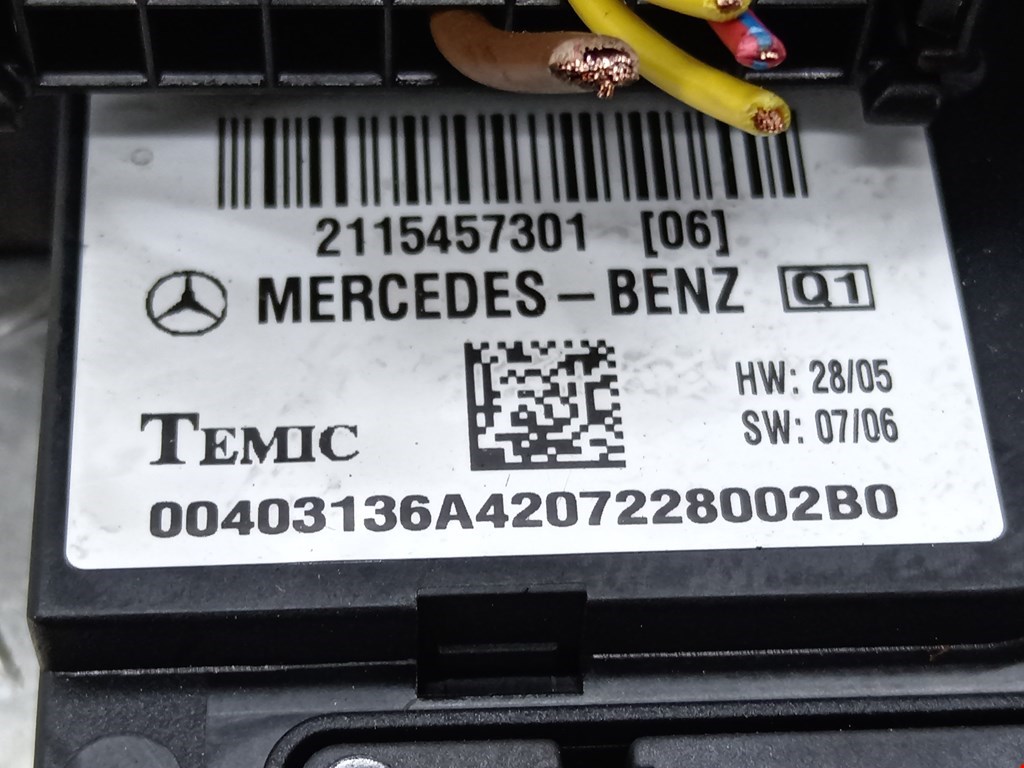 2115457301 [06]
MERCEDES-BENZ Q1
HW: 28/05
SW: 07/06
TEMIC
00403136A4207228002B0